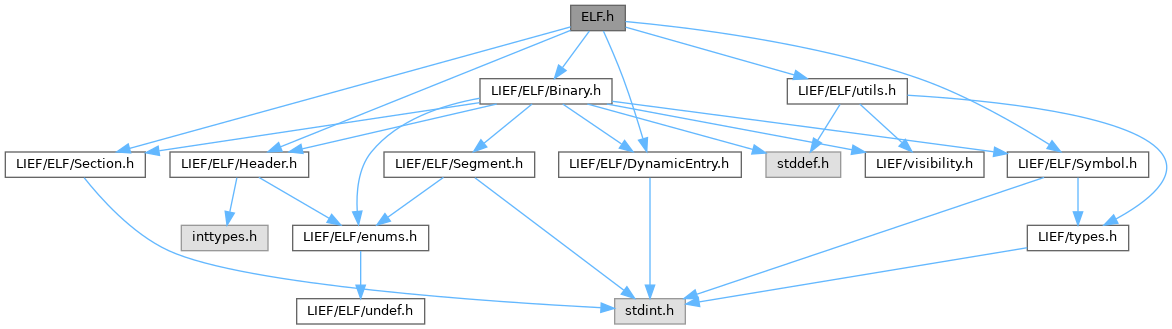 ELF.h
LIEF/ELF/Binary.h
LIEF/ELF/utils.h
LIEF/ELF/Section.h
LIEF/ELF/Header.h
LIEF/ELF/Segment.h
LIEF/ELF/DynamicEntry.h
stddef.h
LIEF/visibility.h
LIEF/ELF/Symbol.h
inttypes.h
LIEF/ELF/enums.h
LIEF/types.h
LIEF/ELF/undef.h
stdint.h